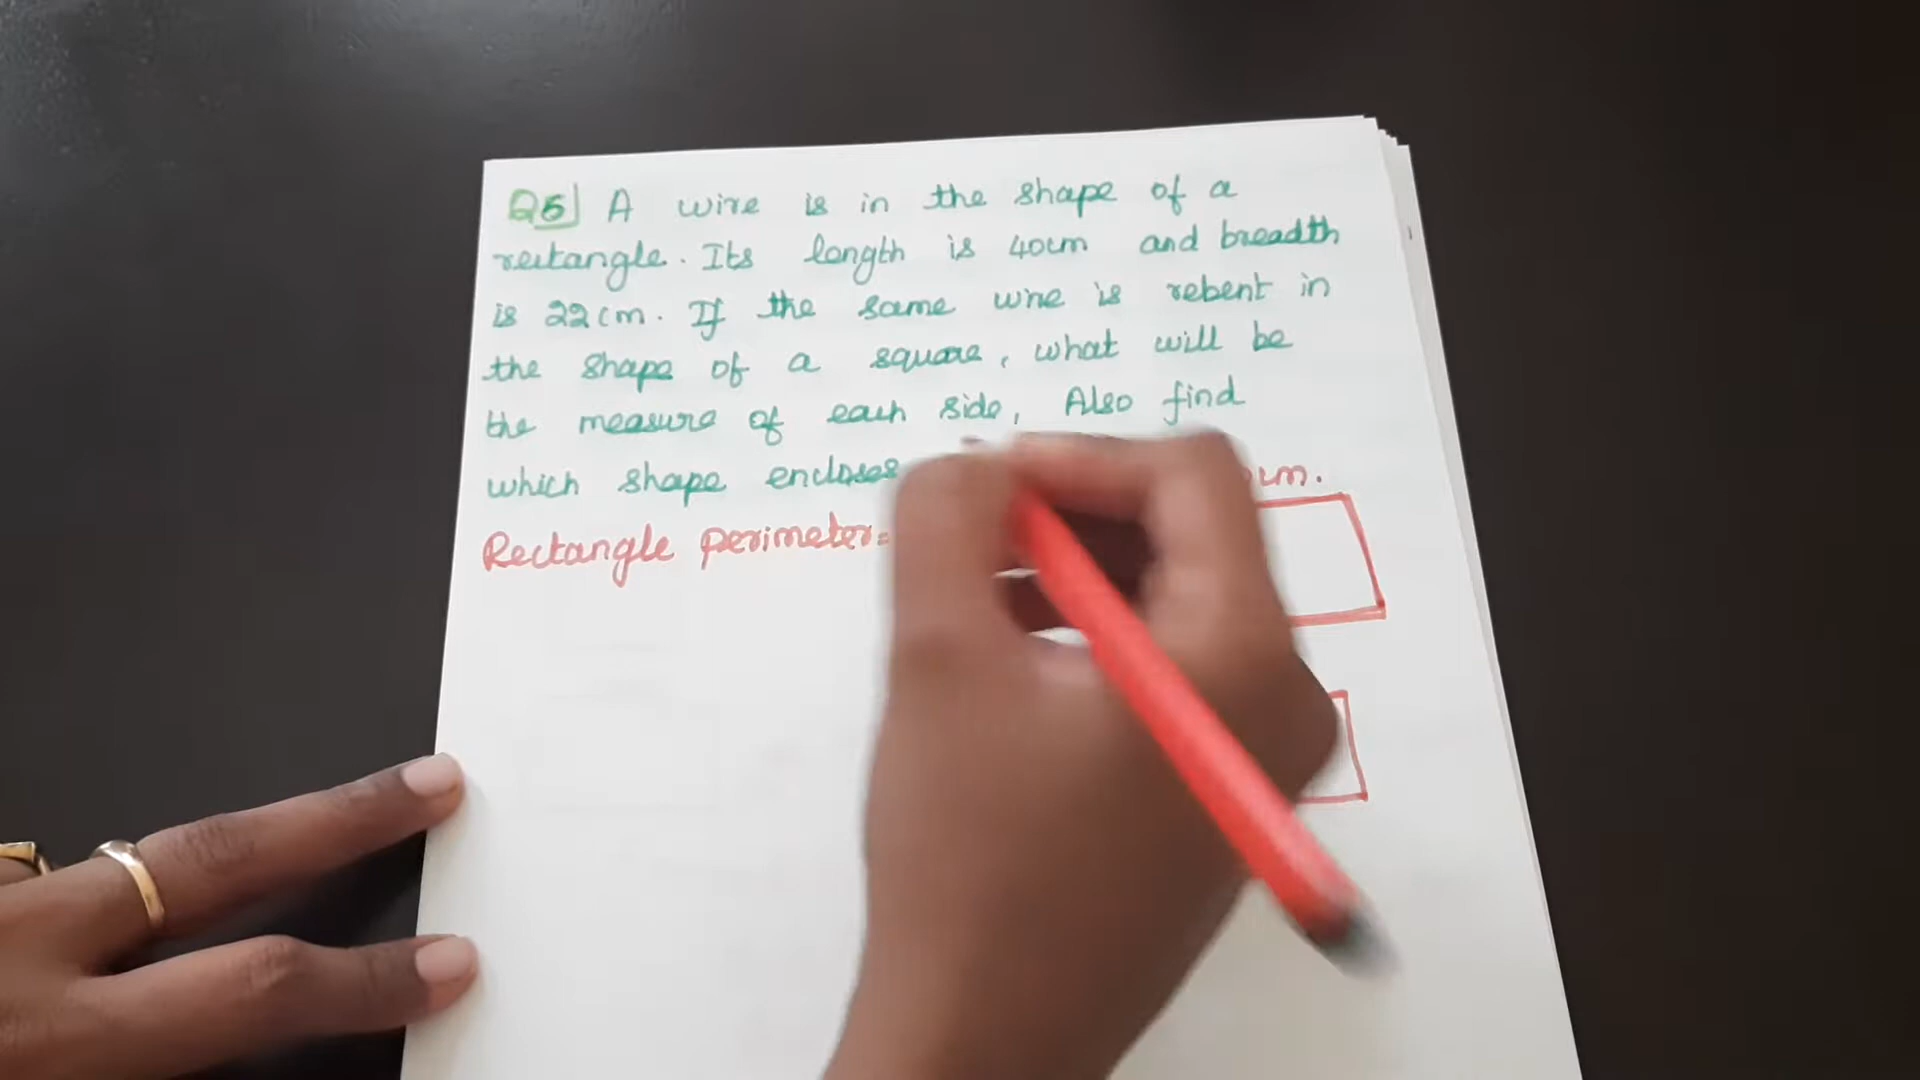 Q5 A wire is in the shape of a
rectangle. Its length is 40cm and breadth
is 22cm. If the same wire is rebent in
the shape of a square, what will be
the measure of each side, Also find
which shape encloses cm.
Rectangle perimeter=